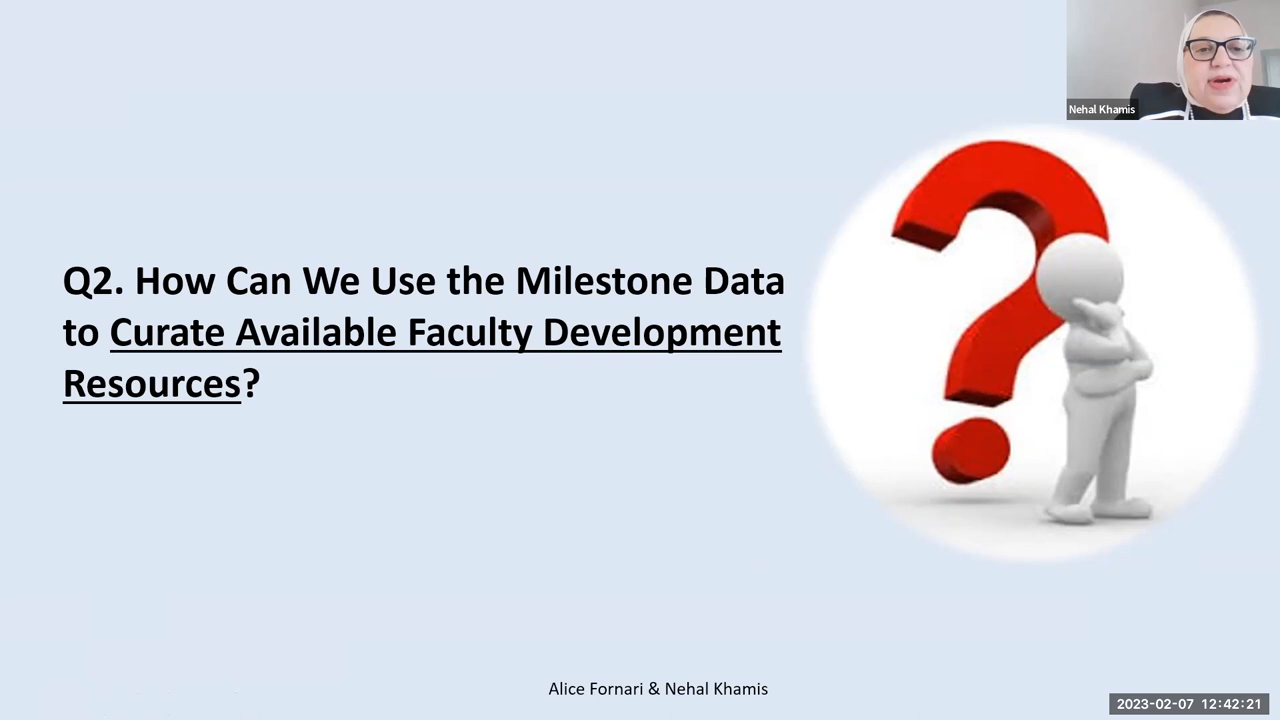 Nehal Khamis
Q2. How Can We Use the Milestone Data
to Curate Available Faculty Development
Resources?
Alice Fornari & Nehal Khamis
2023-02-07 12:42:21